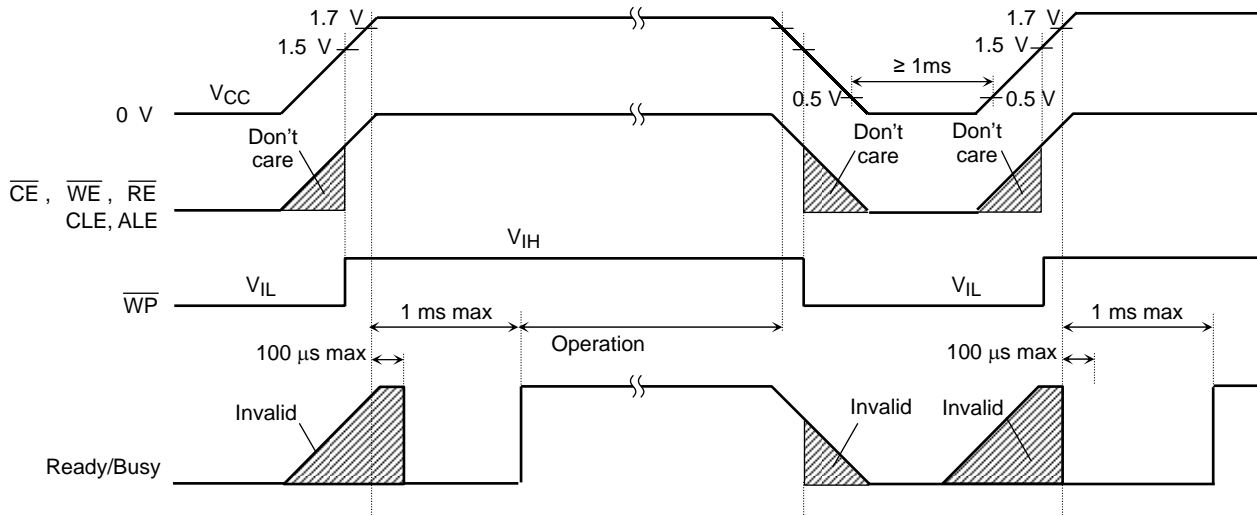 1.7 V
1.5 V
VCC
0 V
≥ 1ms
0.5 V
0.5 V
1.7 V
1.5 V
Don't
care
Don't
care
Don't
care
CE , WE , RE
CLE, ALE
VIH
VIL
VIL
WP
1 ms max
Operation
1 ms max
100 µs max
100 µs max
Invalid
Invalid
Invalid
Ready/Busy